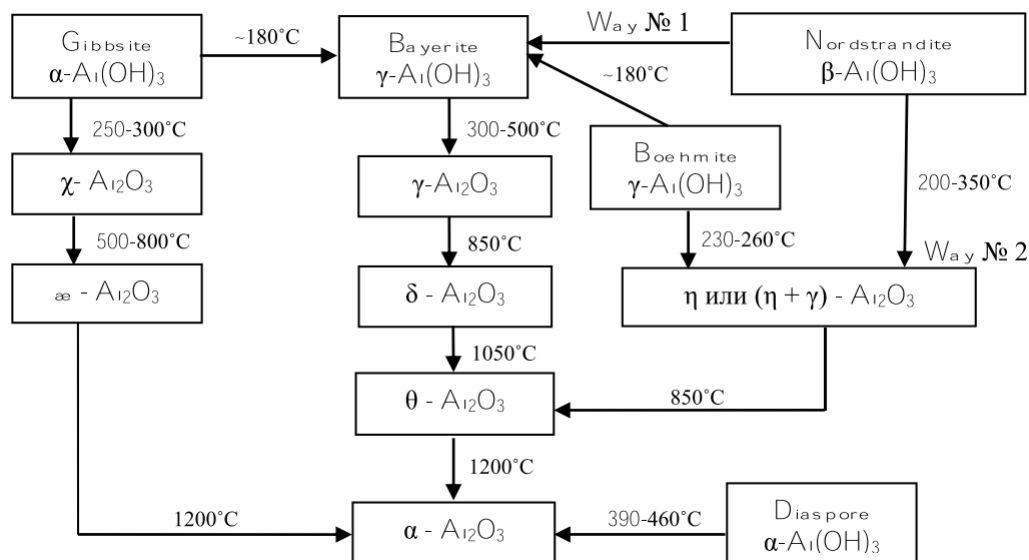 Gibbsite
α-Al(OH)₃
~180˚C
Bayerite
γ-Al(OH)₃
Way № 1
Nordstrandite
β-Al(OH)₃
~180˚C
250-300˚C
300-500˚C
Boehmite
γ-Al(OH)₃
200-350˚C
χ- Al₂O₃
γ-Al₂O₃
500-800˚C
850˚C
230-260˚C
Way № 2
æ - Al₂O₃
δ - Al₂O₃
η или (η + γ) - Al₂O₃
1050˚C
θ - Al₂O₃
850˚C
1200˚C
1200˚C
α - Al₂O₃
390-460˚C
Diaspore
α-Al(OH)₃